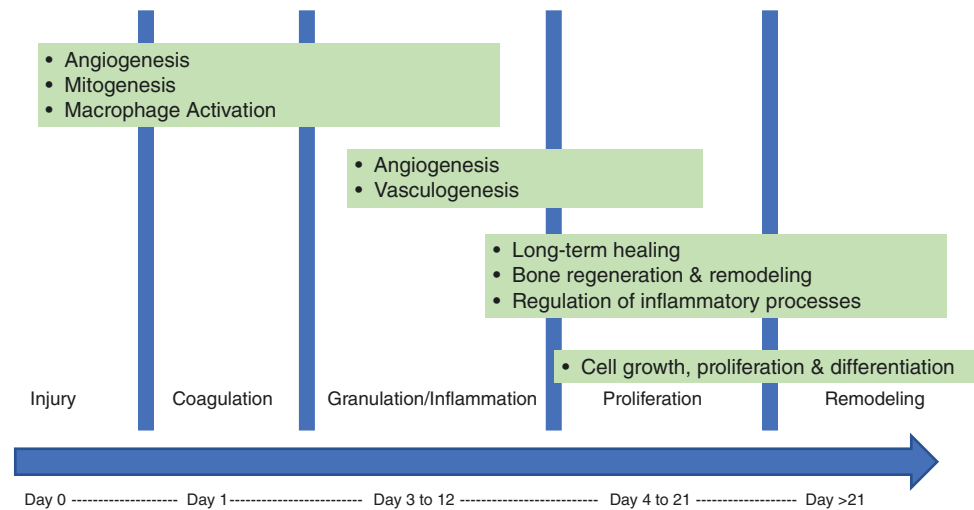 • Angiogenesis
• Mitogenesis
• Macrophage Activation
• Angiogenesis
• Vasculogenesis
• Long-term healing
• Bone regeneration & remodeling
• Regulation of inflammatory processes
• Cell growth, proliferation & differentiation
Injury Coagulation Granulation/Inflammation Proliferation Remodeling
Day 0 -------------------- Day 1------------------------- Day 3 to 12 -------------------------- Day 4 to 21 ------------------- Day >21